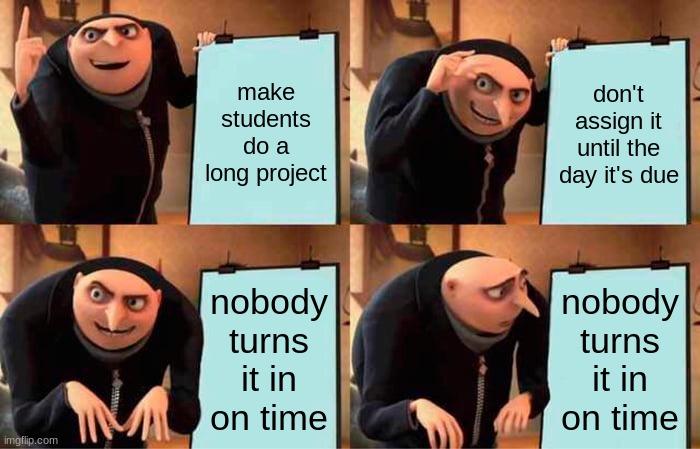 make
students
do a
long project
don't
assign it
until the
day it's due
nobody
turns
it in
on time
nobody
turns
it in
on time
imgflip.com